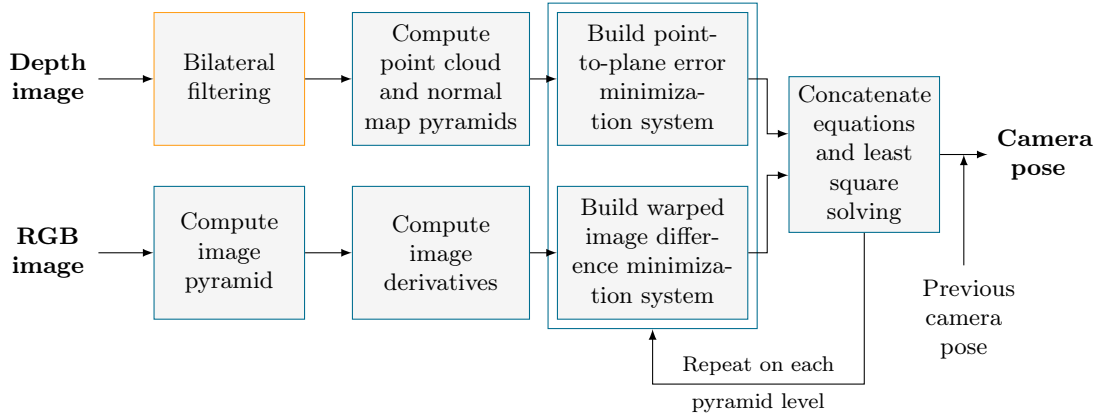 Depth
image
Bilateral
filtering
Compute
point cloud
and normal
map pyramids
Build point-
to-plane error
minimiza-
tion system
Concatenate
equations
and least
square
solving
Camera
pose
RGB
image
Compute
image
pyramid
Compute
image
derivatives
Build warped
image differ-
ence minimiza-
tion system
Previous
camera
pose
Repeat on each
pyramid level